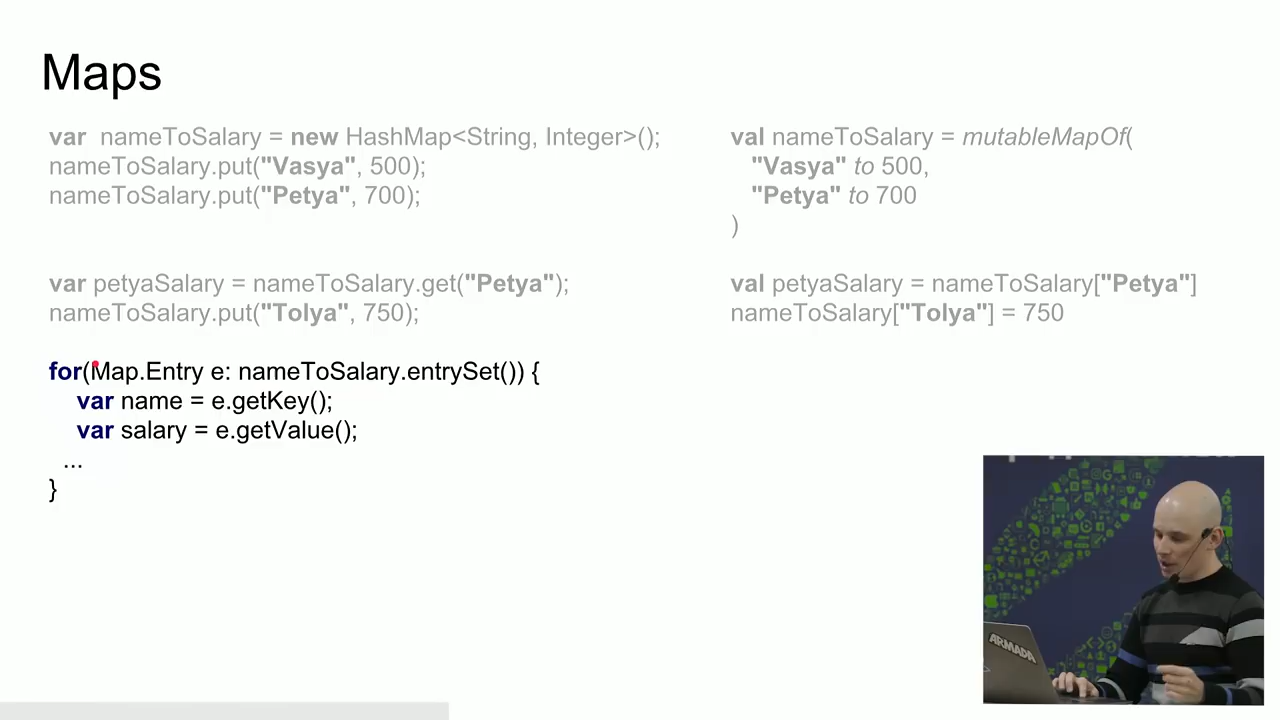 Maps
var nameToSalary = new HashMap<String, Integer>();
nameToSalary.put("Vasya", 500);
nameToSalary.put("Petya", 700);
val nameToSalary = mutableMapOf(
"Vasya" to 500,
"Petya" to 700
)
var petyaSalary = nameToSalary.get("Petya");
nameToSalary.put("Tolya", 750);
val petyaSalary = nameToSalary["Petya"]
nameToSalary["Tolya"] = 750
for(Map.Entry e: nameToSalary.entrySet()) {
var name = e.getKey();
var salary = e.getValue();
...
}
ARMADA